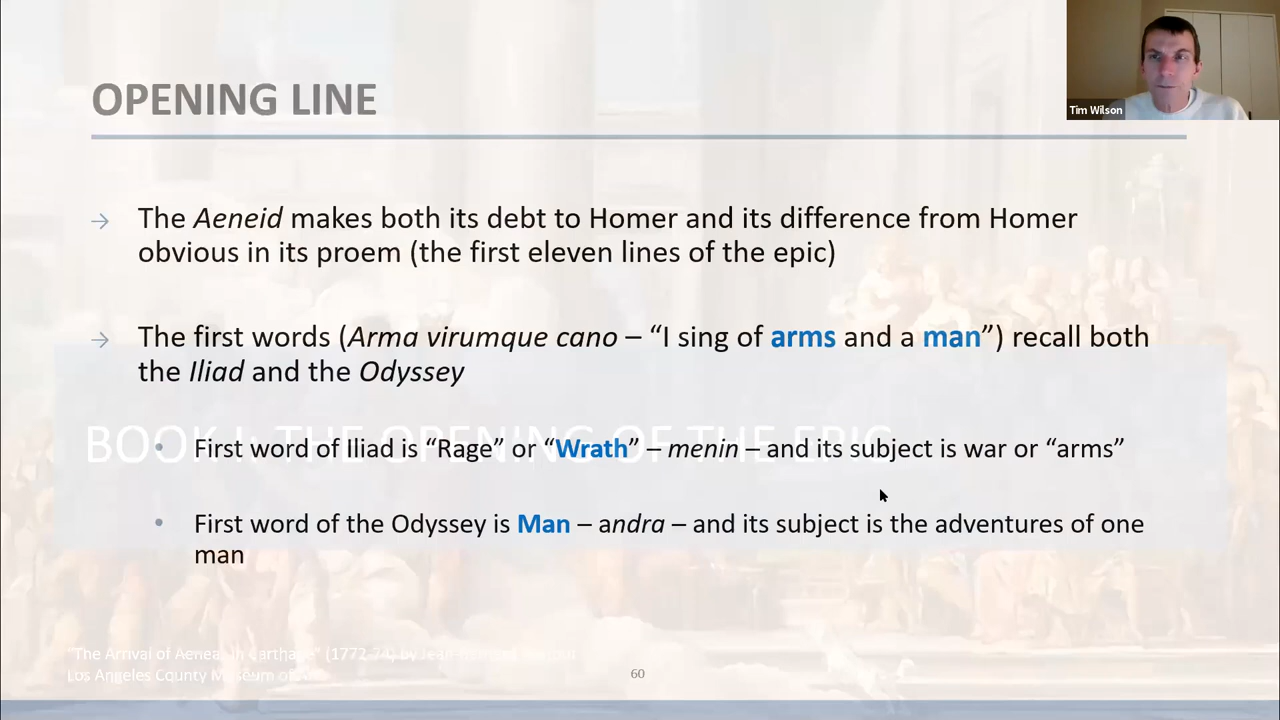 OPENING LINE
Tim Wilson
→ The Aeneid makes both its debt to Homer and its difference from Homer
obvious in its proem (the first eleven lines of the epic)
→ The first words (Arma virumque cano – “I sing of arms and a man”) recall both
the Iliad and the Odyssey
BOOK I: THE OPENING OF THE EPIC
• First word of Iliad is “Rage” or “Wrath” – menin – and its subject is war or “arms”
• First word of the Odyssey is Man – andra – and its subject is the adventures of one
man
“The Arrival of Aeneas in Carthage” (1772-74) by
Los Angeles County Museum of
60